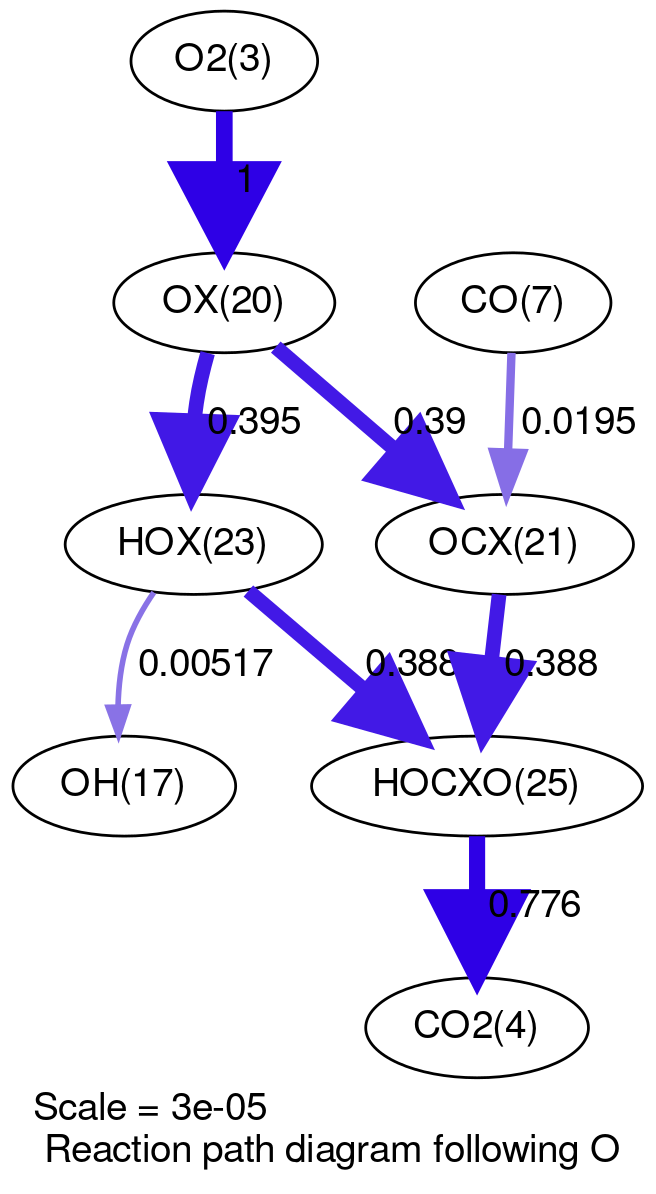 O2(3)
1
OX(20)
CO(7)
0.395
0.39
0.0195
HOX(23)
OCX(21)
0.00517
0.388
0.388
OH(17)
HOCXO(25)
0.776
CO2(4)
Scale = 3e-05
Reaction path diagram following O